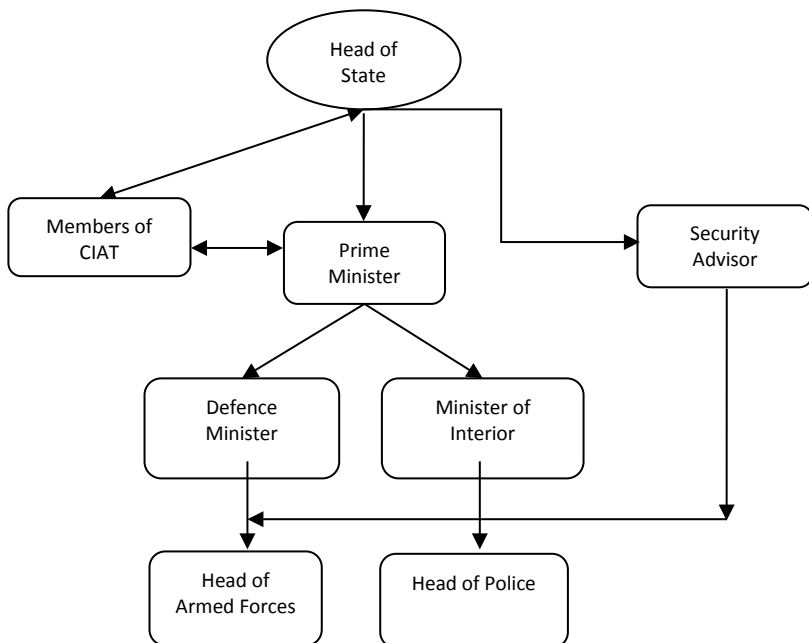 Head of
State
Members of
CIAT
Prime
Minister
Security
Advisor
Defence
Minister
Minister of
Interior
Head of
Armed Forces
Head of Police